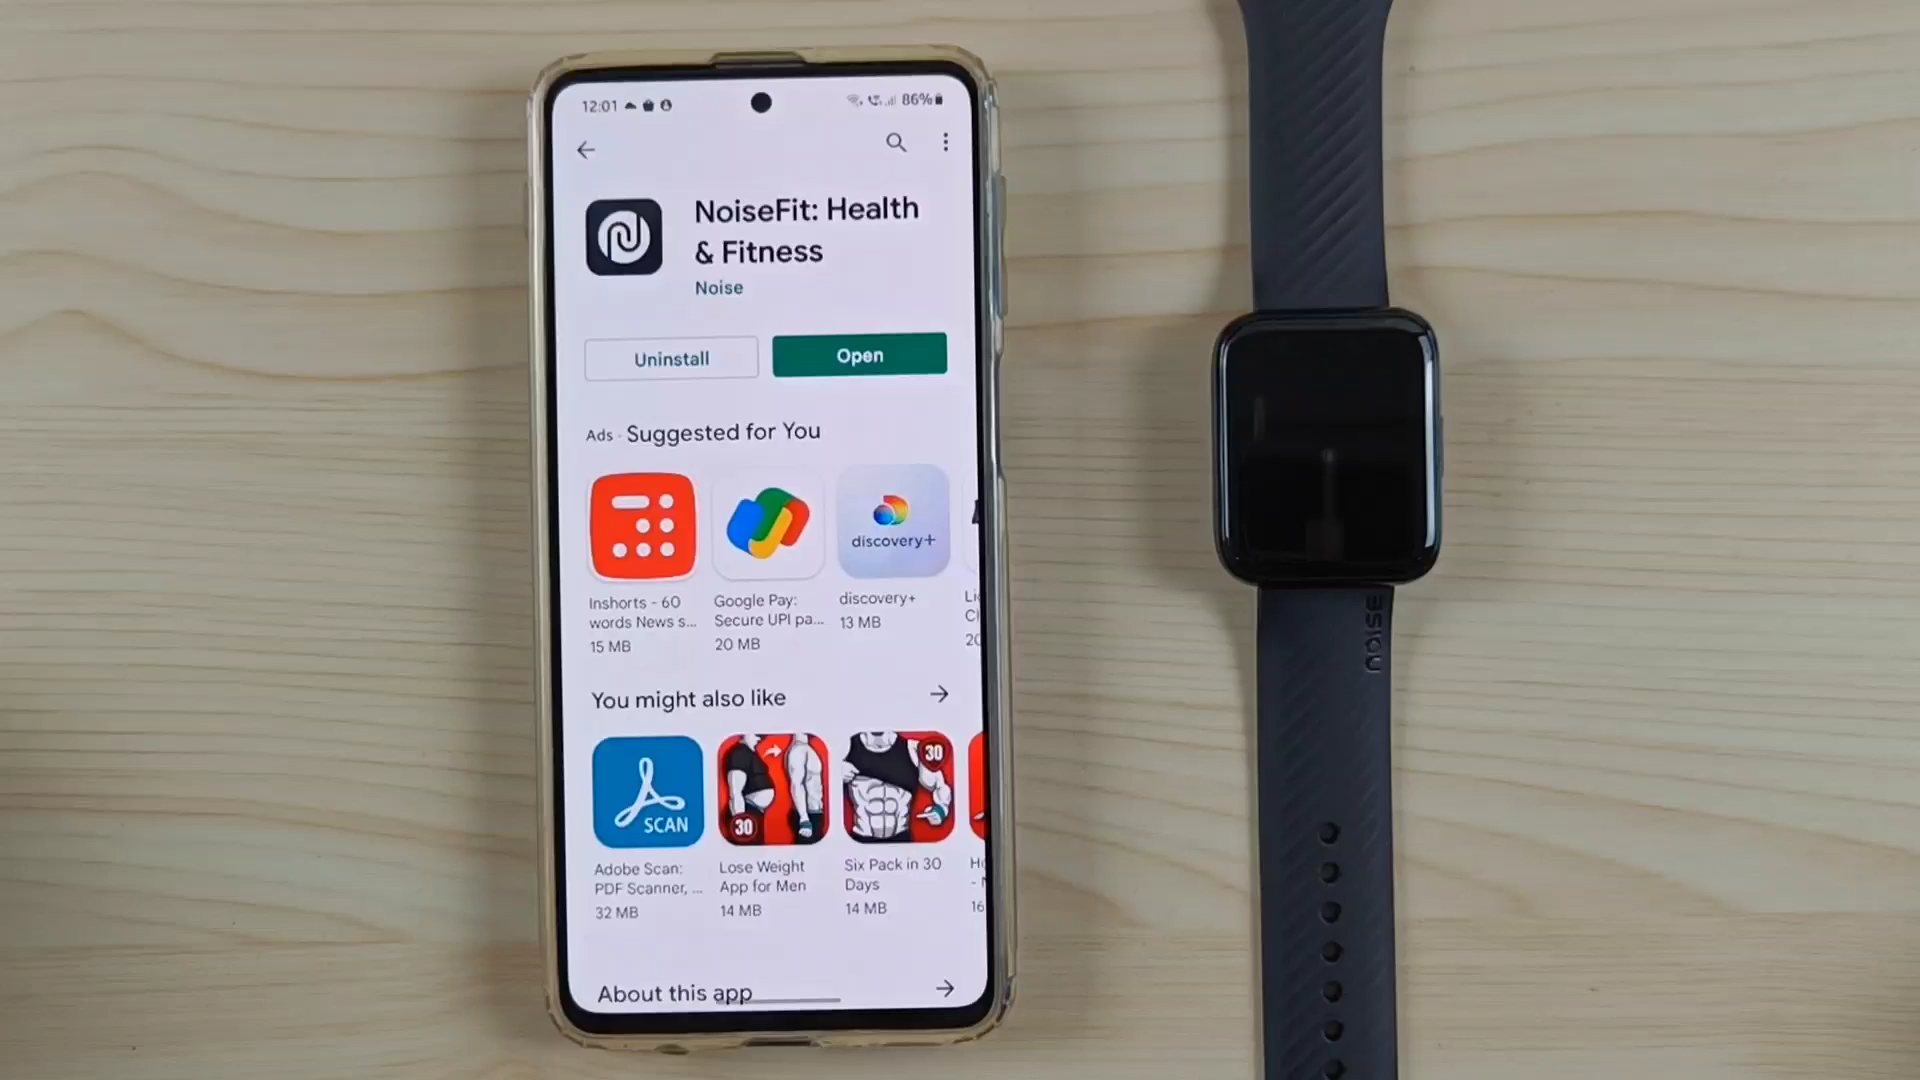 12:01
86%
NoiseFit: Health
& Fitness
Noise
Uninstall
Open
Ads · Suggested for You
discovery+
Inshorts - 60
words News s...
15 MB
Google Pay:
Secure UPI pa...
20 MB
discovery+
13 MB
You might also like
SCAN
30
30
Adobe Scan:
PDF Scanner, ...
32 MB
Lose Weight
App for Men
14 MB
Six Pack in 30
Days
14 MB
16
About this app
noise